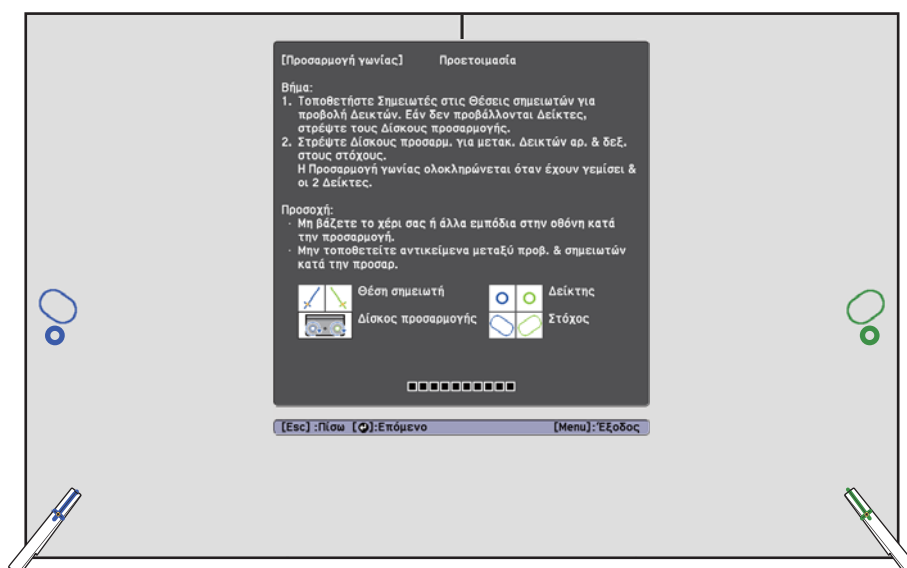 [Προσαρμογή γωνίας] Προετοιμασία
Βήμα:
1. Τοποθετήστε Σημειωτές στις Θέσεις σημειωτών για
προβολή Δεικτών. Εάν δεν προβάλλονται Δείκτες,
στρέψτε τους Δίσκους προσαρμογής.
2. Στρέψτε Δίσκους προσαρμ. για μετακ. Δεικτών αρ. & δεξ.
στους στόχους.
Η Προσαρμογή γωνίας ολοκληρώνεται όταν έχουν γεμίσει &
οι 2 Δείκτες.
Προσοχή:
· Μη βάζετε το χέρι σας ή άλλα εμπόδια στην οθόνη κατά
την προσαρμογή.
· Μην τοποθετείτε αντικείμενα μεταξύ προβ. & σημειωτών
κατά την προσαρ.
Θέση σημειωτή Δείκτης
Δίσκος προσαρμογής Στόχος
[Esc] :Πίσω [⏎]:Επόμενο [Menu]:Έξοδος